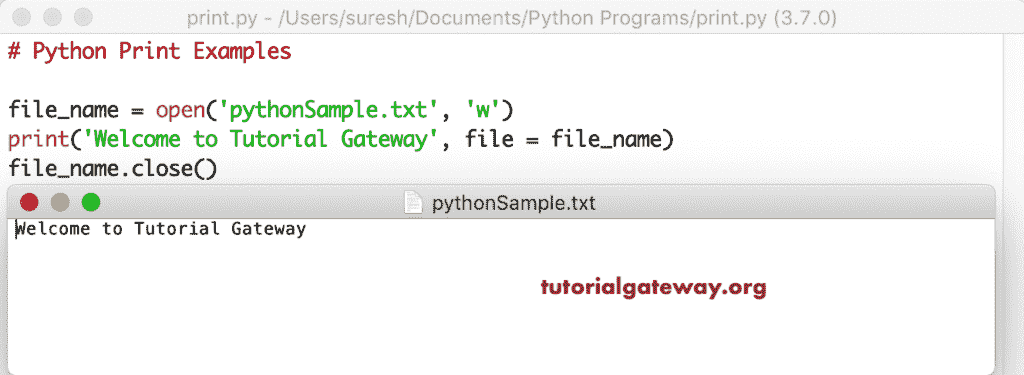 print.py - /Users/suresh/Documents/Python Programs/print.py (3.7.0)
# Python Print Examples
file_name = open('pythonSample.txt', 'w')
print('Welcome to Tutorial Gateway', file = file_name)
file_name.close()
pythonSample.txt
Welcome to Tutorial Gateway
tutorialgateway.org